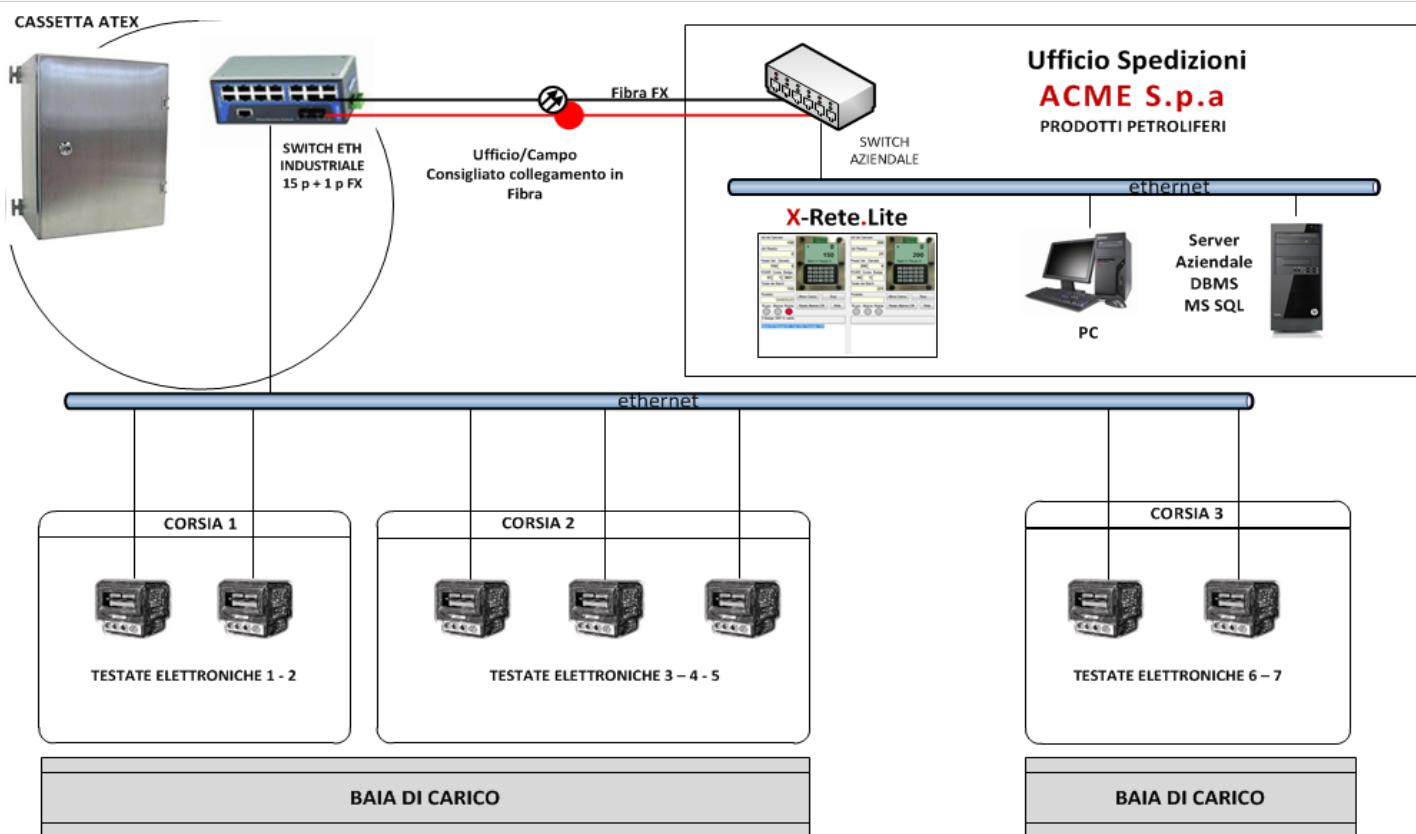 CASSETTA ATEX
SWITCH ETH
INDUSTRIALE
15 p + 1 p FX
Fibra FX
Ufficio/Campo
Consigliato collegamento in
Fibra
SWITCH
AZIENDALE
Ufficio Spedizioni
ACME S.p.a
PRODOTTI PETROLIFERI
ethernet
X-Rete.Lite
150
200
PC
Server
Aziendale
DBMS
MS SQL
ethernet
CORSIA 1
TESTATE ELETTRONICHE 1 - 2
CORSIA 2
TESTATE ELETTRONICHE 3 – 4 - 5
CORSIA 3
TESTATE ELETTRONICHE 6 – 7
BAIA DI CARICO
BAIA DI CARICO